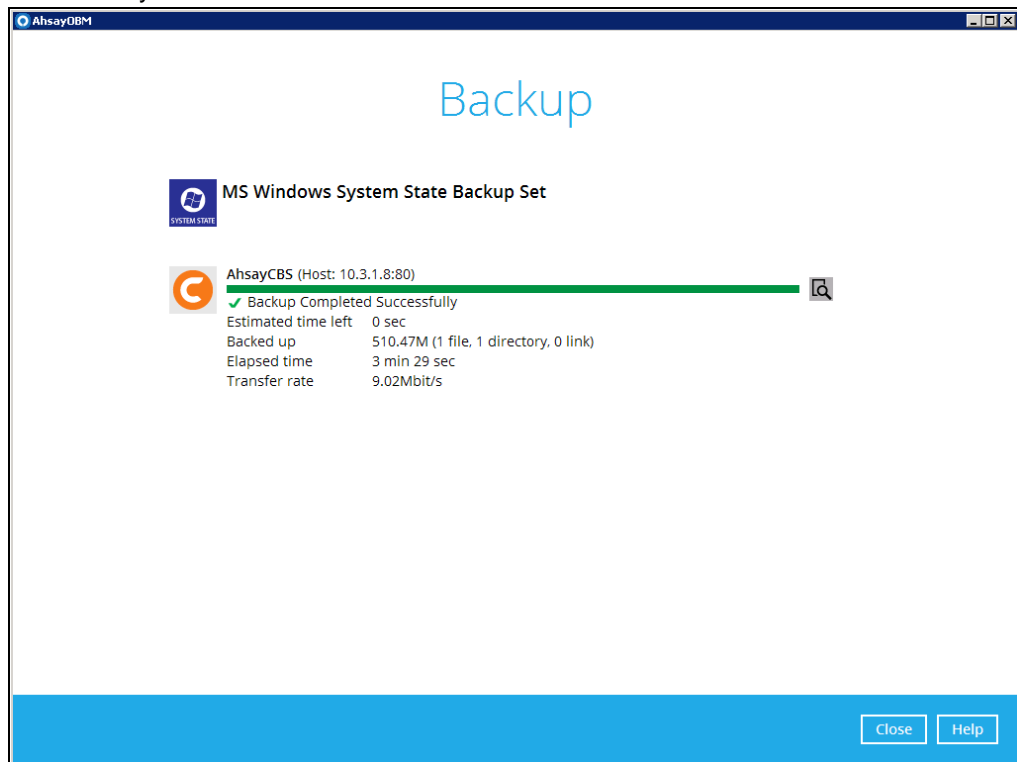 AhsayOBM
Backup
MS Windows System State Backup Set
SYSTEM STATE
AhsayCBS (Host: 10.3.1.8:80)
Backup Completed Successfully
Estimated time left 0 sec
Backed up 510.47M (1 file, 1 directory, 0 link)
Elapsed time 3 min 29 sec
Transfer rate 9.02Mbit/s
Close Help